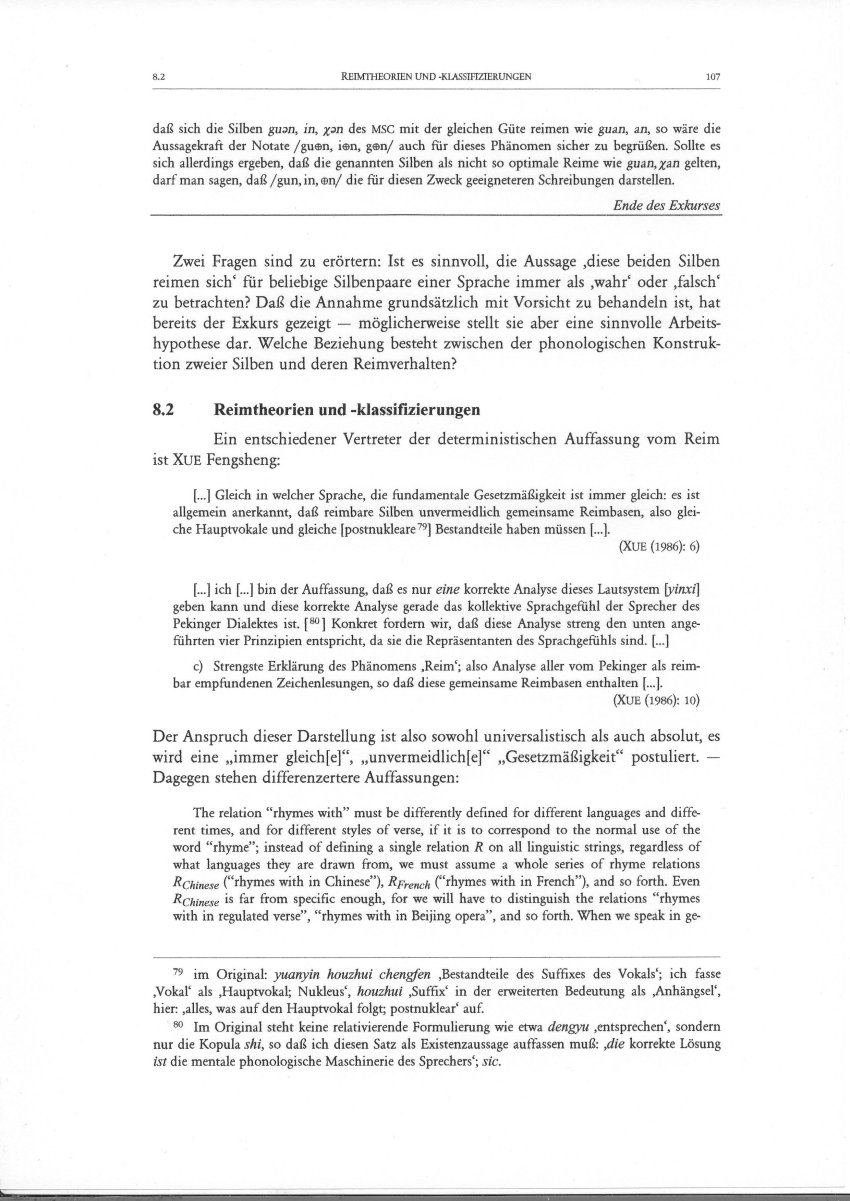 8.2 REIMTHEORIEN UND -KLASSIFIZIERUNGEN 107
daß sich die Silben guən, in, χən des MSC mit der gleichen Güte reimen wie guan, an, so wäre die
Aussagekraft der Notate /guɵn, iɵn, gɵn/ auch für dieses Phänomen sicher zu begrüßen. Sollte es
sich allerdings ergeben, daß die genannten Silben als nicht so optimale Reime wie guan, χan gelten,
darf man sagen, daß /gun, in, ɵn/ die für diesen Zweck geeigneteren Schreibungen darstellen.
Ende des Exkurses
Zwei Fragen sind zu erörtern: Ist es sinnvoll, die Aussage ‚diese beiden Silben
reimen sich‘ für beliebige Silbenpaare einer Sprache immer als ‚wahr‘ oder ‚falsch‘
zu betrachten? Daß die Annahme grundsätzlich mit Vorsicht zu behandeln ist, hat
bereits der Exkurs gezeigt — möglicherweise stellt sie aber eine sinnvolle Arbeits-
hypothese dar. Welche Beziehung besteht zwischen der phonologischen Konstruk-
tion zweier Silben und deren Reimverhalten?
8.2 Reimtheorien und -klassifizierungen
Ein entschiedener Vertreter der deterministischen Auffassung vom Reim
ist XUE Fengsheng:
[...] Gleich in welcher Sprache, die fundamentale Gesetzmäßigkeit ist immer gleich: es ist
allgemein anerkannt, daß reimbare Silben unvermeidlich gemeinsame Reimbasen, also glei-
che Hauptvokale und gleiche [postnukleare⁷⁹] Bestandteile haben müssen [...].
(XUE (1986): 6)
[...] ich [...] bin der Auffassung, daß es nur eine korrekte Analyse dieses Lautsystem [yinxi]
geben kann und diese korrekte Analyse gerade das kollektive Sprachgefühl der Sprecher des
Pekinger Dialektes ist. [⁸⁰] Konkret fordern wir, daß diese Analyse streng den unten ange-
führten vier Prinzipien entspricht, da sie die Repräsentanten des Sprachgefühls sind. [...]
c) Strengste Erklärung des Phänomens ‚Reim‘; also Analyse aller vom Pekinger als reim-
bar empfundenen Zeichenlesungen, so daß diese gemeinsame Reimbasen enthalten [...].
(XUE (1986): 10)
Der Anspruch dieser Darstellung ist also sowohl universalistisch als auch absolut, es
wird eine „immer gleich[e]“, „unvermeidlich[e]“ „Gesetzmäßigkeit“ postuliert. —
Dagegen stehen differenzertere Auffassungen:
The relation “rhymes with” must be differently defined for different languages and diffe-
rent times, and for different styles of verse, if it is to correspond to the normal use of the
word “rhyme”; instead of defining a single relation R on all linguistic strings, regardless of
what languages they are drawn from, we must assume a whole series of rhyme relations
R_Chinese (“rhymes with in Chinese”), R_French (“rhymes with in French”), and so forth. Even
R_Chinese is far from specific enough, for we will have to distinguish the relations “rhymes
with in regulated verse”, “rhymes with in Beijing opera”, and so forth. When we speak in ge-
⁷⁹ im Original: yuanyin houzhui chengfen ‚Bestandteile des Suffixes des Vokals‘; ich fasse
‚Vokal‘ als ‚Hauptvokal; Nukleus‘, houzhui ‚Suffix‘ in der erweiterten Bedeutung als ‚Anhängsel‘,
hier: ‚alles, was auf den Hauptvokal folgt; postnuklear‘ auf.
⁸⁰ Im Original steht keine relativierende Formulierung wie etwa dengyu ‚entsprechen‘, sondern
nur die Kopula shi, so daß ich diesen Satz als Existenzaussage auffassen muß: ‚die korrekte Lösung
ist die mentale phonologische Maschinerie des Sprechers‘; sic.